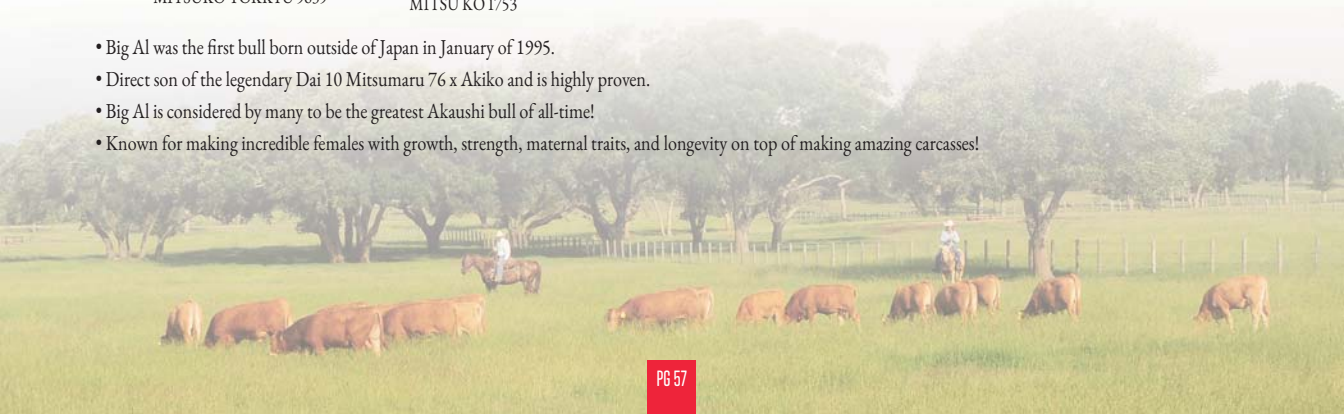 MITSU KO 1753
• Big Al was the first bull born outside of Japan in January of 1995.
• Direct son of the legendary Dai 10 Mitsumaru 76 x Akiko and is highly proven.
• Big Al is considered by many to be the greatest Akaushi bull of all-time!
• Known for making incredible females with growth, strength, maternal traits, and longevity on top of making amazing carcasses!
PG 57